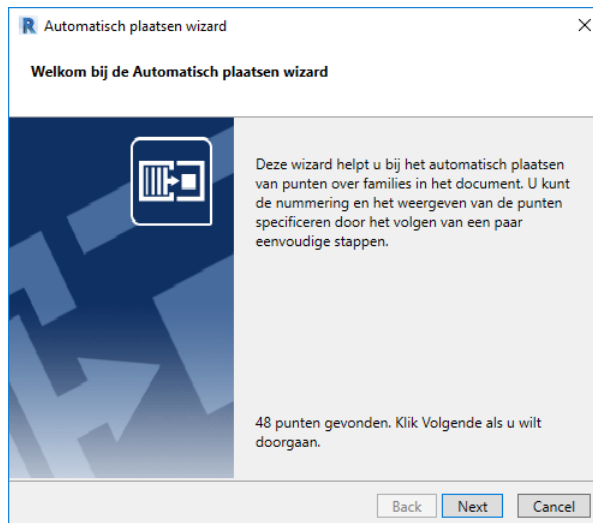 R Automatisch plaatsen wizard
Welkom bij de Automatisch plaatsen wizard
Deze wizard helpt u bij het automatisch plaatsen
van punten over families in het document. U kunt
de nummering en het weergeven van de punten
specificeren door het volgen van een paar
eenvoudige stappen.
48 punten gevonden. Klik Volgende als u wilt
doorgaan.
Back Next Cancel